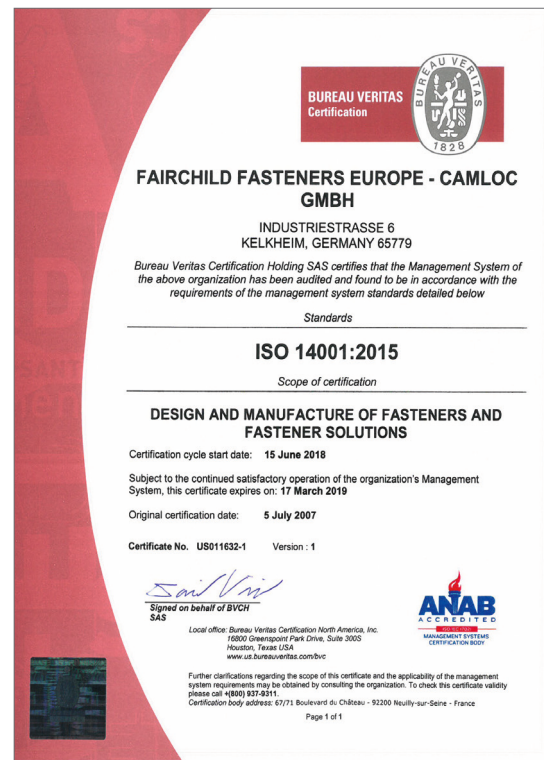 BUREAU VERITAS
Certification
BUREAU VERITAS
1828
FAIRCHILD FASTENERS EUROPE - CAMLOC
GMBH
INDUSTRIESTRASSE 6
KELKHEIM, GERMANY 65779
Bureau Veritas Certification Holding SAS certifies that the Management System of
the above organization has been audited and found to be in accordance with the
requirements of the management system standards detailed below
Standards
ISO 14001:2015
Scope of certification
DESIGN AND MANUFACTURE OF FASTENERS AND
FASTENER SOLUTIONS
Certification cycle start date: 15 June 2018
Subject to the continued satisfactory operation of the organization's Management
System, this certificate expires on: 17 March 2019
Original certification date: 5 July 2007
Certificate No. US011632-1 Version : 1
Signed on behalf of BVCH
SAS
ANAB
ACCREDITED
MANAGEMENT SYSTEMS
CERTIFICATION BODY
Local office: Bureau Veritas Certification North America, Inc.
16800 Greenspoint Park Drive, Suite 300S
Houston, Texas USA
www.us.bureauveritas.com/bvc
Further clarifications regarding the scope of this certificate and the applicability of the management
system requirements may be obtained by consulting the organization. To check this certificate validity
please call +(800) 937-9311.
Certification body address: 67/71 Boulevard du Château - 92200 Neuilly-sur-Seine - France
Page 1 of 1